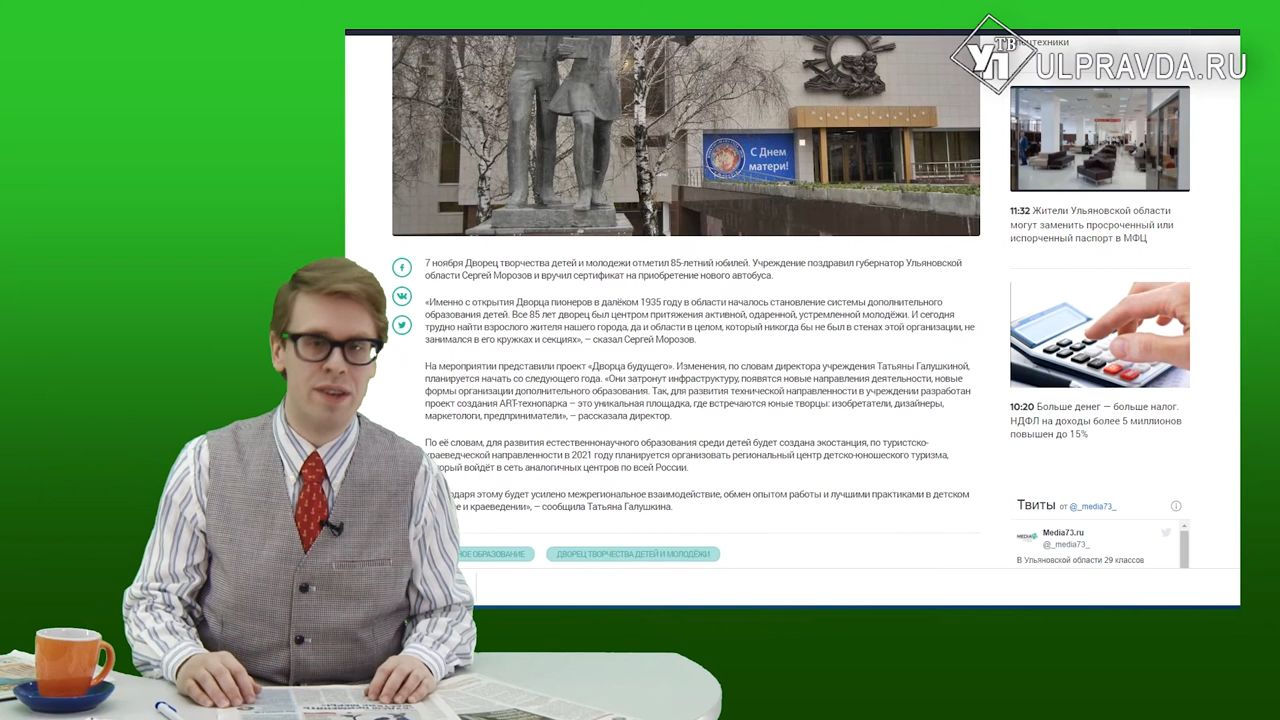 УП ТВ
ULPRAVDA.RU
С Днем
матери!
7 ноября Дворец творчества детей и молодежи отметил 85-летний юбилей. Учреждение поздравил губернатор Ульяновской
области Сергей Морозов и вручил сертификат на приобретение нового автобуса.
«Именно с открытия Дворца пионеров в далёком 1935 году в области началось становление системы дополнительного
образования детей. Все 85 лет дворец был центром притяжения активной, одаренной, устремленной молодёжи. И сегодня
трудно найти взрослого жителя нашего города, да и области в целом, который никогда бы не был в стенах этой организации, не
занимался в его кружках и секциях», – сказал Сергей Морозов.
На мероприятии представили проект «Дворца будущего». Изменения, по словам директора учреждения Татьяны Галушкиной,
планируется начать со следующего года. «Они затронут инфраструктуру, появятся новые направления деятельности, новые
формы организации дополнительного образования. Так, для развития технической направленности в учреждении разработан
проект создания ART-технопарка – это уникальная площадка, где встречаются юные творцы: изобретатели, дизайнеры,
маркетологи, предприниматели», – рассказала директор.
По её словам, для развития естественнонаучного образования среди детей будет создана экостанция, по туристско-
краеведческой направленности в 2021 году планируется организовать региональный центр детско-юношеского туризма,
который войдёт в сеть аналогичных центров по всей России.
одаря этому будет усилено межрегиональное взаимодействие, обмен опытом работы и лучшими практиками в детском
е и краеведении», – сообщила Татьяна Галушкина.
НОЕ ОБРАЗОВАНИЕ
ДВОРЕЦ ТВОРЧЕСТВА ДЕТЕЙ И МОЛОДЁЖИ
11:32 Жители Ульяновской области
могут заменить просроченный или
испорченный паспорт в МФЦ
10:20 Больше денег — больше налог.
НДФЛ на доходы более 5 миллионов
повышен до 15%
Твиты от @_media73_
Media73.ru
@_media73_
В Ульяновской области 29 классов